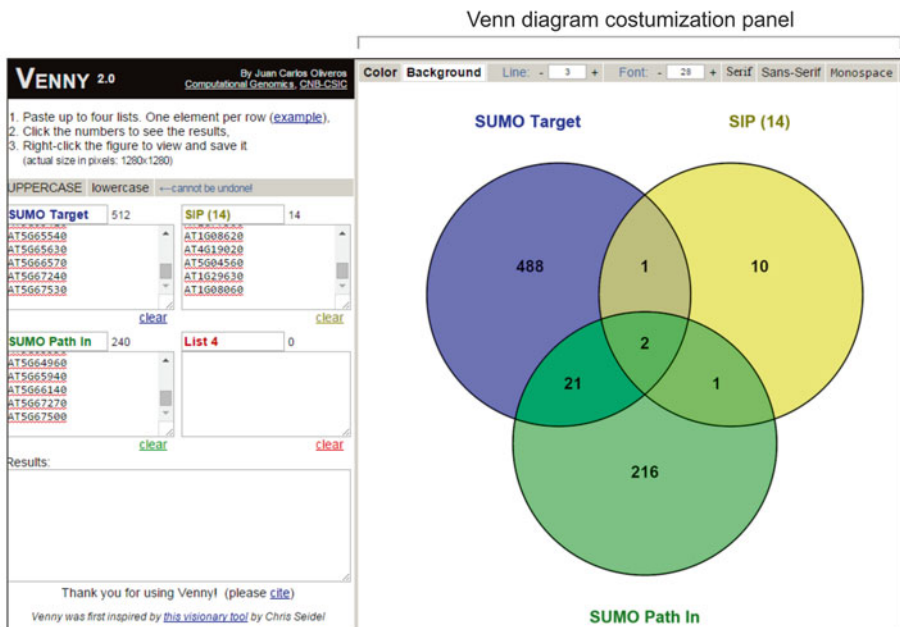 Venn diagram costumization panel
VENNY 2.0
By Juan Carlos Oliveros
Computational Genomics, CNB-CSIC
1. Paste up to four lists. One element per row (example),
2. Click the numbers to see the results,
3. Right-click the figure to view and save it
(actual size in pixels: 1280x1280)
UPPERCASE lowercase ←cannot be undone!
SUMO Target 512 SIP (14) 14
AT5G65540
AT5G65630
AT5G66570
AT5G67240
AT5G67530
AT1G08620
AT4G19020
AT5G04560
AT1G29630
AT1G08060
clear clear
SUMO Path In 240 List 4 0
AT5G64960
AT5G65940
AT5G66140
AT5G67270
AT5G67500
clear clear
Results:
Thank you for using Venny! (please cite)
Venny was first inspired by this visionary tool by Chris Seidel
Color Background Line: - 3 + Font: - 28 + Serif Sans-Serif Monospace
SUMO Target SIP (14)
488 1 10
2
21 1
216
SUMO Path In